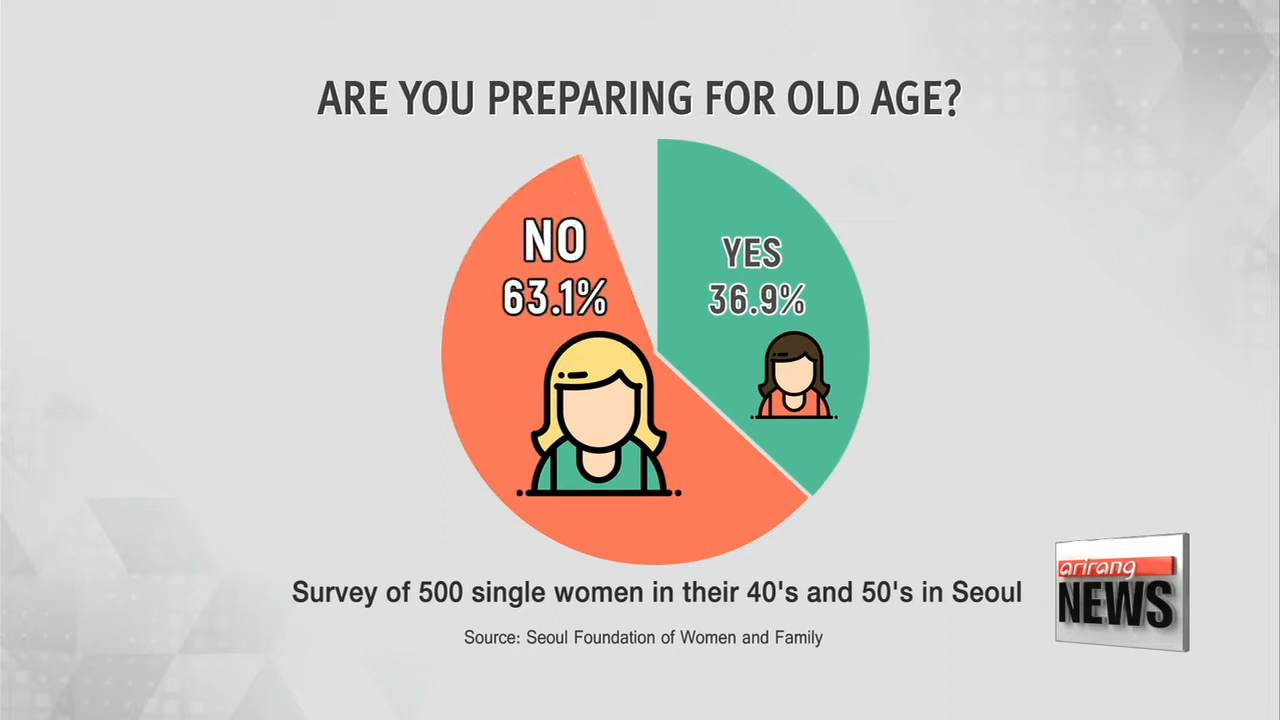 ARE YOU PREPARING FOR OLD AGE?
NO
63.1%
YES
36.9%
Survey of 500 single women in their 40's and 50's in Seoul
Source: Seoul Foundation of Women and Family
arirang
NEWS